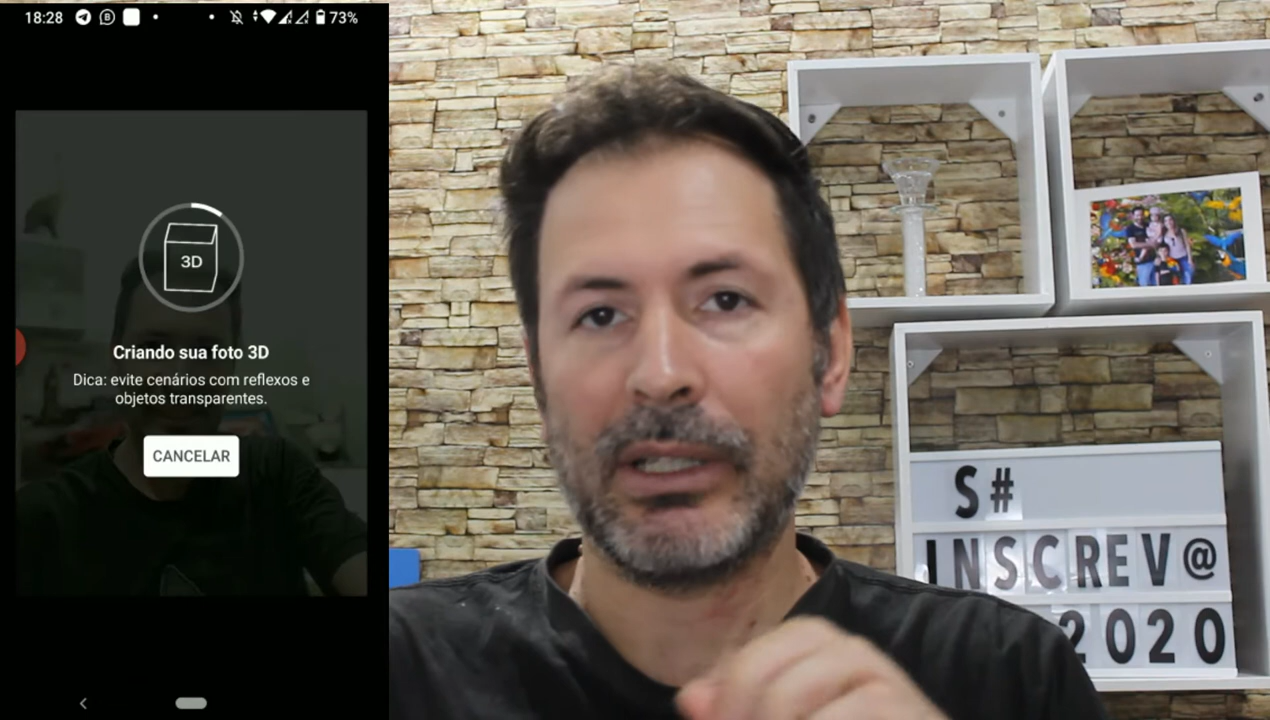 18:28
73%
3D
Criando sua foto 3D
Dica: evite cenários com reflexos e
objetos transparentes.
CANCELAR
S#
INSCREV@
2020